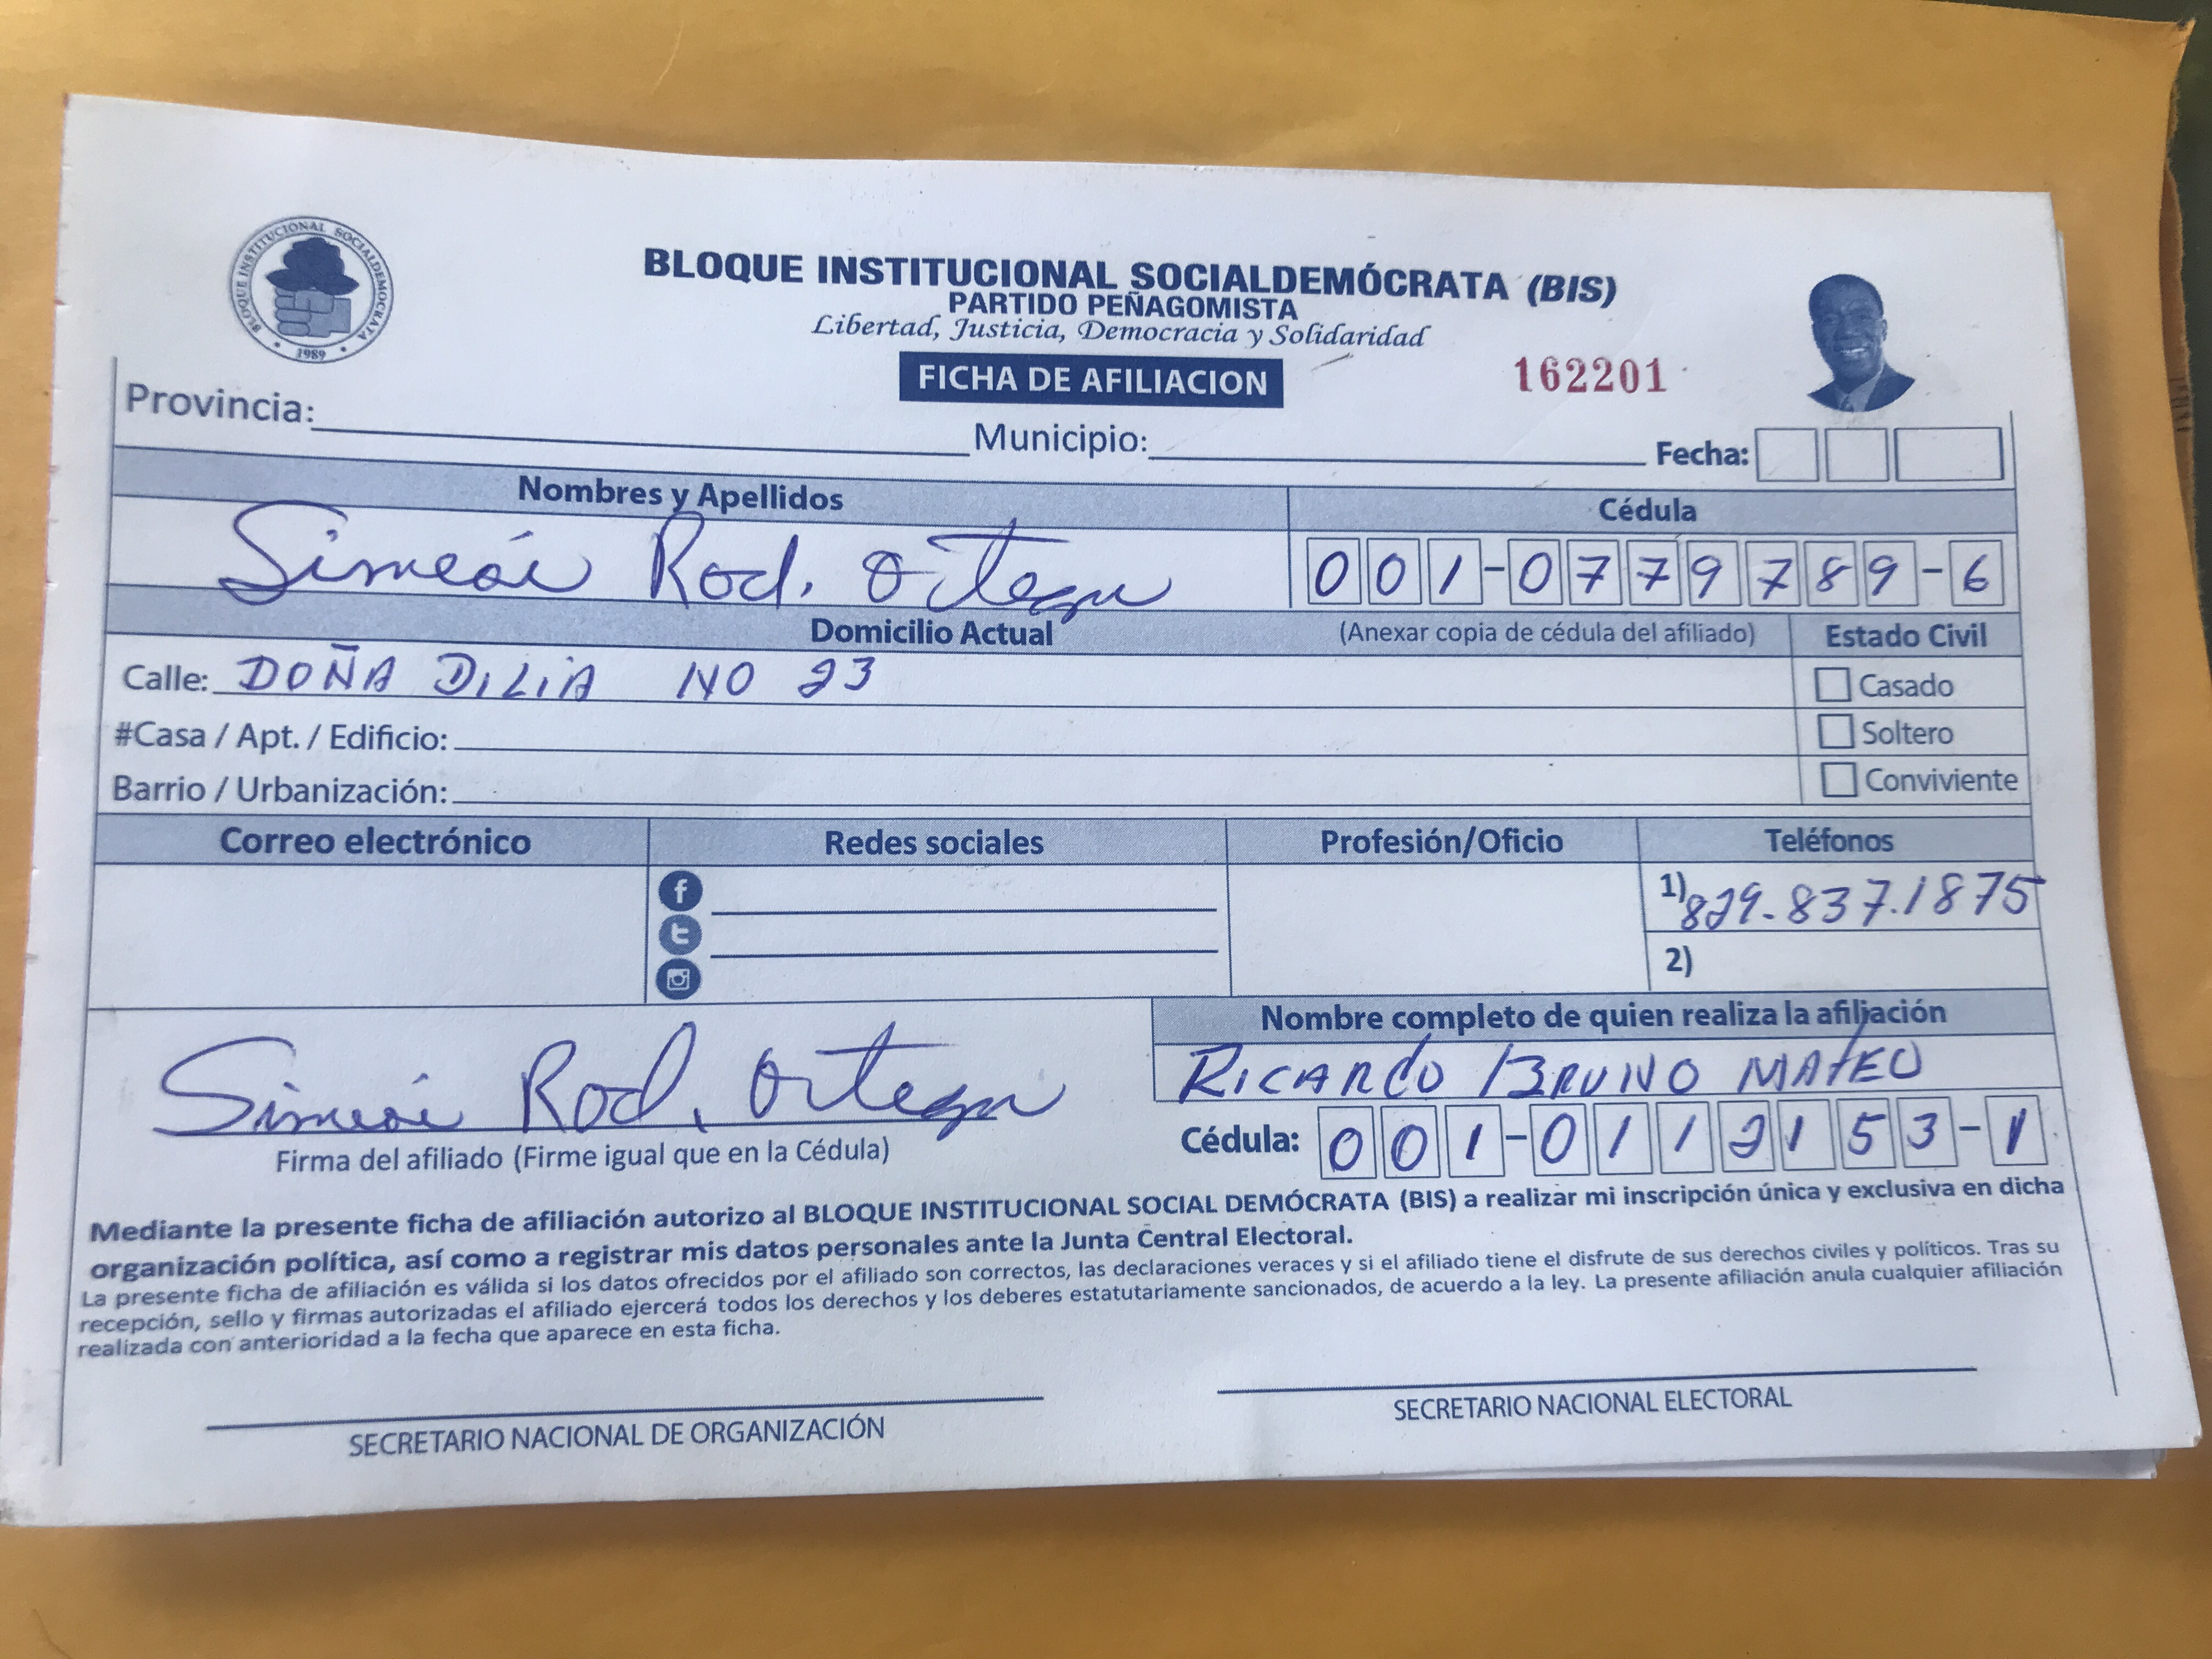 BLOQUE INSTITUCIONAL SOCIALDEMOCRATA
1989
BLOQUE INSTITUCIONAL SOCIALDEMÓCRATA (BIS)
PARTIDO PEÑAGOMISTA
Libertad, Justicia, Democracia y Solidaridad
FICHA DE AFILIACION
162201
Provincia:
Municipio:
Fecha:
Nombres y Apellidos
Cédula
Simeón Rod. Ortega
001-0779789-6
Domicilio Actual
(Anexar copia de cédula del afiliado)
Estado Civil
Calle: DOÑA DILIA NO 23
Casado
#Casa / Apt. / Edificio:
Soltero
Barrio / Urbanización:
Conviviente
Correo electrónico
Redes sociales
Profesión/Oficio
Teléfonos
1) 829-837.1875
2)
Nombre completo de quien realiza la afiliación
RICARDO BRUNO MATEO
Simeón Rod. Ortega
Cédula: 001-0112153-1
Firma del afiliado (Firme igual que en la Cédula)
Mediante la presente ficha de afiliación autorizo al BLOQUE INSTITUCIONAL SOCIAL DEMÓCRATA (BIS) a realizar mi inscripción única y exclusiva en dicha
organización política, así como a registrar mis datos personales ante la Junta Central Electoral.
La presente ficha de afiliación es válida si los datos ofrecidos por el afiliado son correctos, las declaraciones veraces y si el afiliado tiene el disfrute de sus derechos civiles y políticos. Tras su
recepción, sello y firmas autorizadas el afiliado ejercerá todos los derechos y los deberes estatutariamente sancionados, de acuerdo a la ley. La presente afiliación anula cualquier afiliación
realizada con anterioridad a la fecha que aparece en esta ficha.
SECRETARIO NACIONAL DE ORGANIZACIÓN
SECRETARIO NACIONAL ELECTORAL